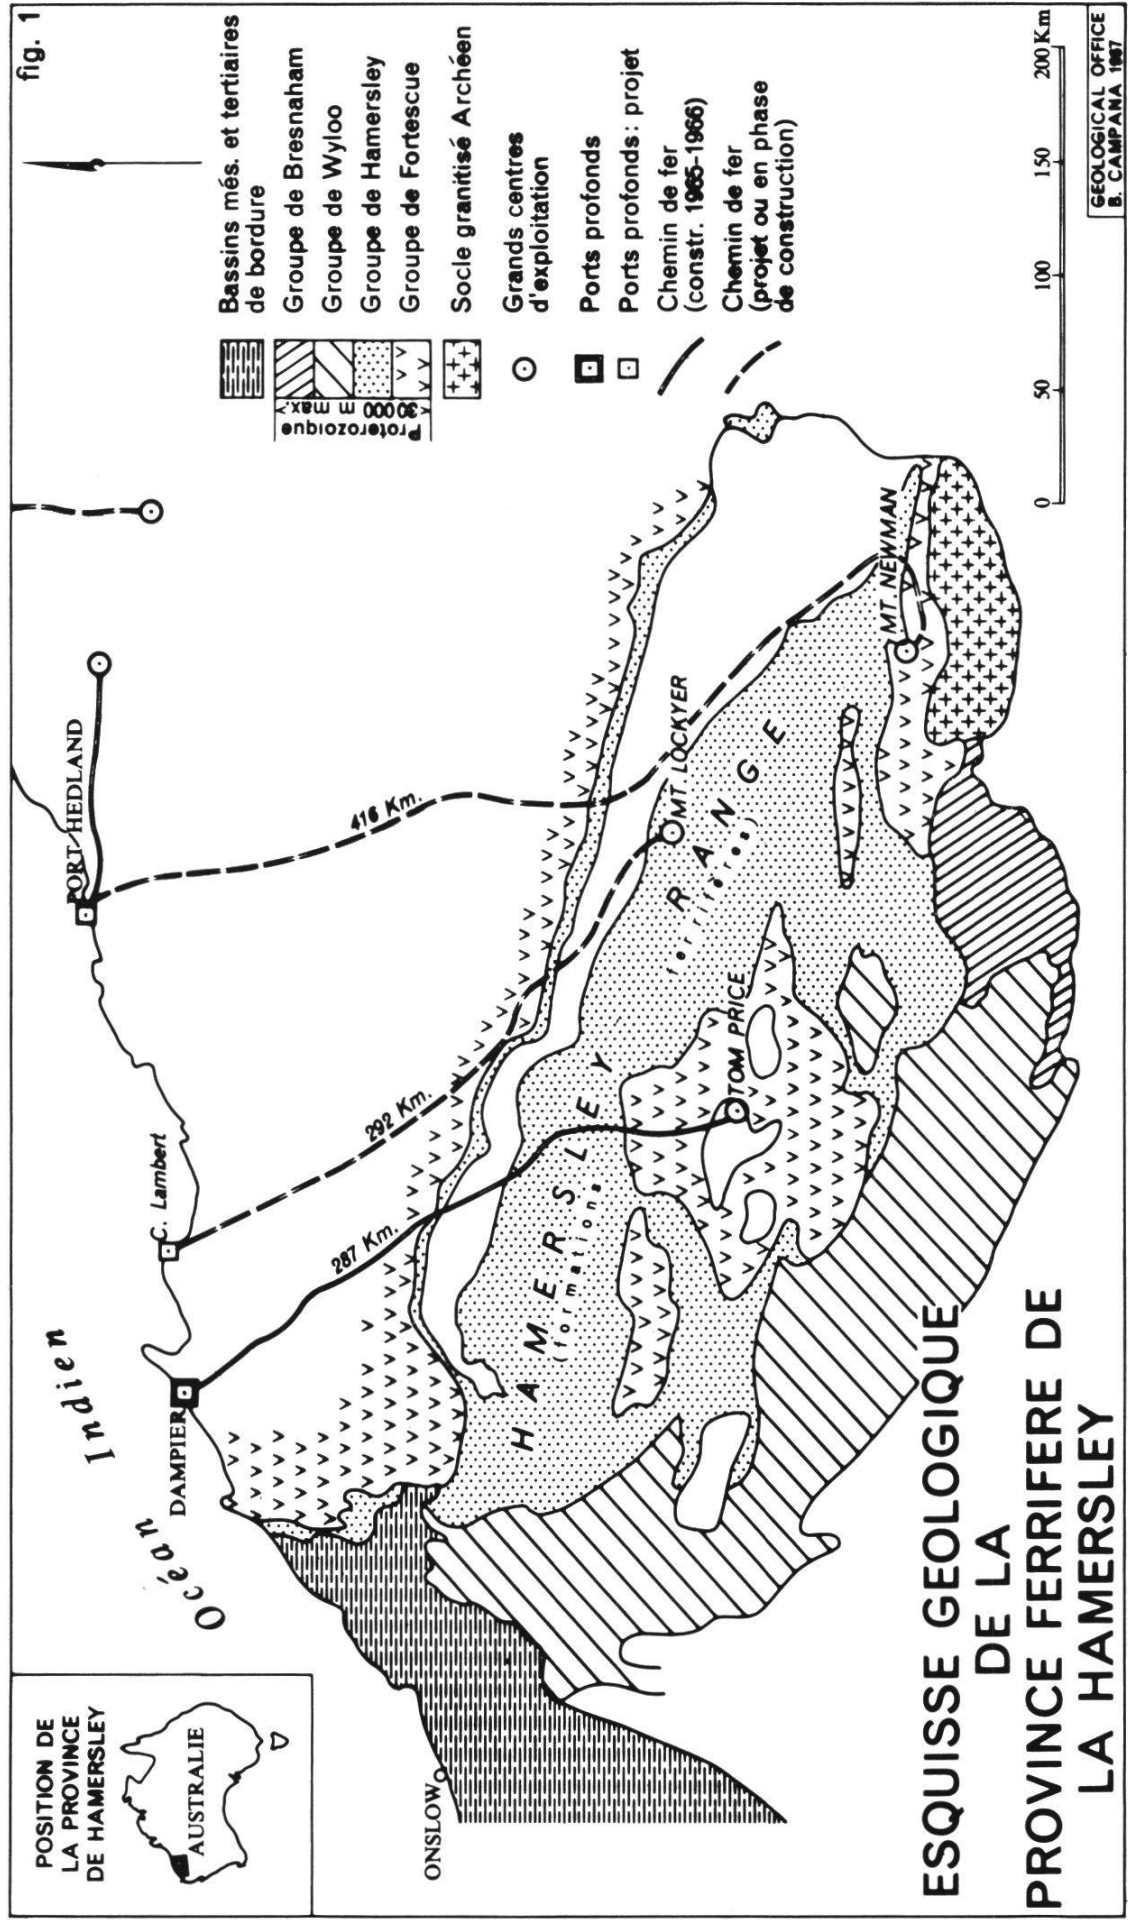 fig. 1
POSITION DE
LA PROVINCE
DE HAMERSLEY
AUSTRALIE
Océan Indien
ONSLOW
DAMPIER
C. Lambert
PORT HEDLAND
287 Km.
292 Km.
416 Km.
HAMERSLEY RANGE
(formations ferrifères)
TOM PRICE
MT LOCKYER
MT NEWMAN
Bassins més. et tertiaires
de bordure
Groupe de Bresnaham
Groupe de Wyloo
Groupe de Hamersley
Groupe de Fortescue
Proterozoique
30000 m max.
Socle granitisé Archéen
Grands centres
d'exploitation
Ports profonds
Ports profonds: projet
Chemin de fer
(constr. 1965-1966)
Chemin de fer
(projet ou en phase
de construction)
ESQUISSE GEOLOGIQUE
DE LA
PROVINCE FERRIFERE DE
LA HAMERSLEY
0 50 100 150 200 Km
GEOLOGICAL OFFICE
B. CAMPANA 1967